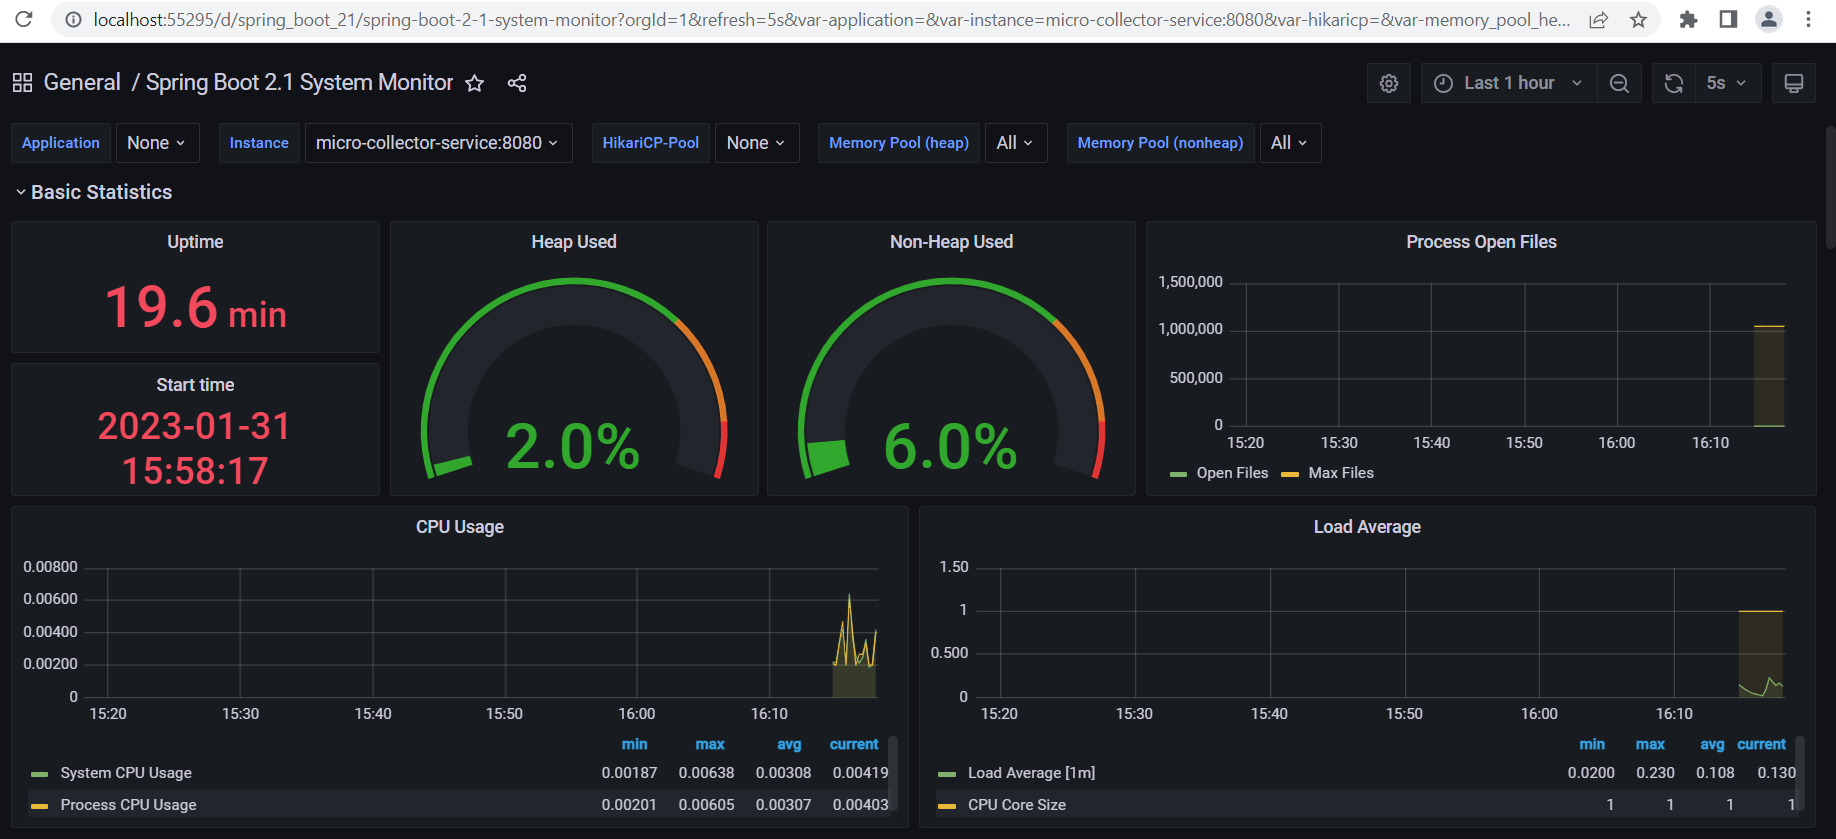 localhost:55295/d/spring_boot_21/spring-boot-2-1-system-monitor?orgId=1&refresh=5s&var-application=&var-instance=micro-collector-service:8080&var-hikaricp=&var-memory_pool_he...
General / Spring Boot 2.1 System Monitor
Last 1 hour
5s
Application None Instance micro-collector-service:8080 HikariCP-Pool None Memory Pool (heap) All Memory Pool (nonheap) All
Basic Statistics
Uptime
19.6 min
Start time
2023-01-31
15:58:17
Heap Used
2.0%
Non-Heap Used
6.0%
Process Open Files
1,500,000
1,000,000
500,000
0
15:20 15:30 15:40 15:50 16:00 16:10
Open Files Max Files
CPU Usage
0.00800
0.00600
0.00400
0.00200
0
15:20 15:30 15:40 15:50 16:00 16:10
min max avg current
System CPU Usage 0.00187 0.00638 0.00308 0.00419
Process CPU Usage 0.00201 0.00605 0.00307 0.00403
Load Average
1.50
1
0.500
0
15:20 15:30 15:40 15:50 16:00 16:10
min max avg current
Load Average [1m] 0.0200 0.230 0.108 0.130
CPU Core Size 1 1 1 1